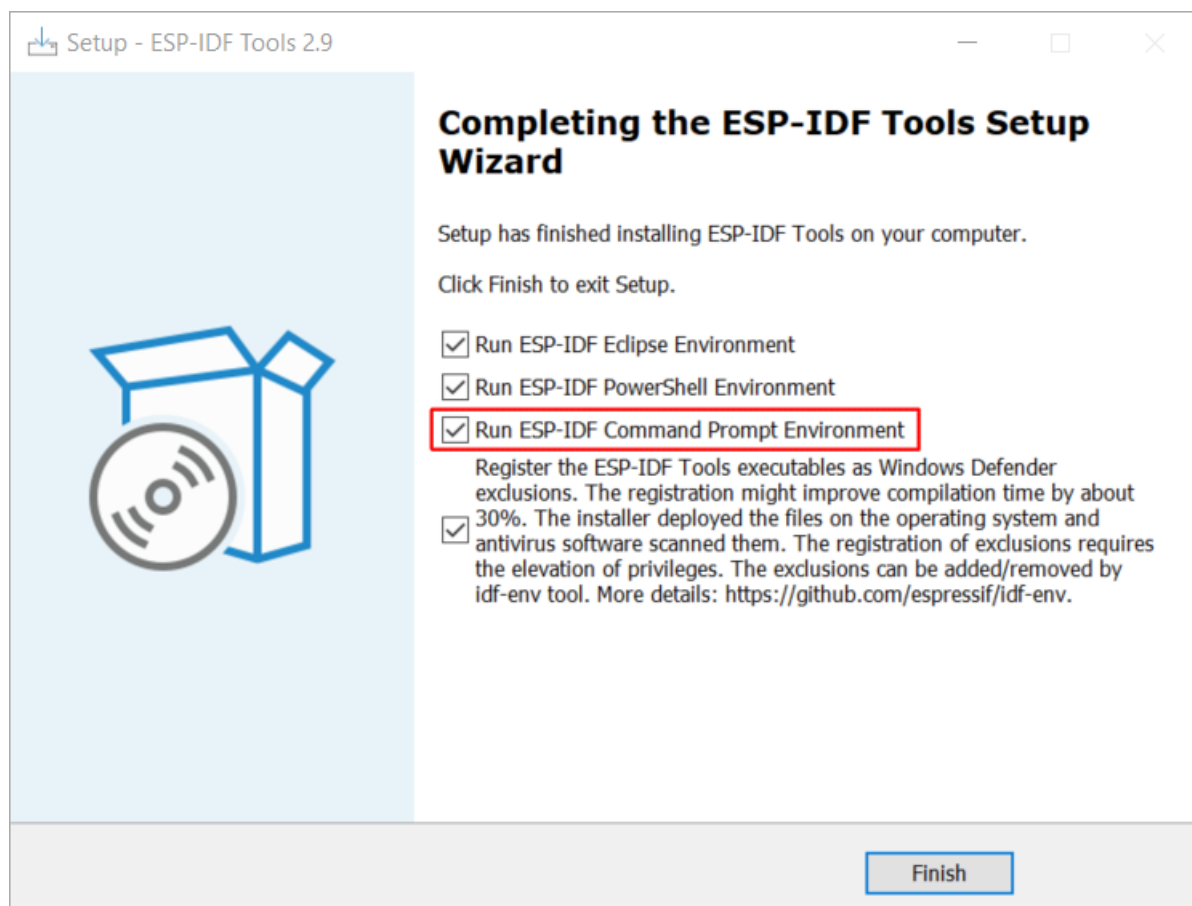 Setup - ESP-IDF Tools 2.9
Completing the ESP-IDF Tools Setup
Wizard
Setup has finished installing ESP-IDF Tools on your computer.
Click Finish to exit Setup.
Run ESP-IDF Eclipse Environment
Run ESP-IDF PowerShell Environment
Run ESP-IDF Command Prompt Environment
Register the ESP-IDF Tools executables as Windows Defender
exclusions. The registration might improve compilation time by about
30%. The installer deployed the files on the operating system and
antivirus software scanned them. The registration of exclusions requires
the elevation of privileges. The exclusions can be added/removed by
idf-env tool. More details: https://github.com/espressif/idf-env.
Finish